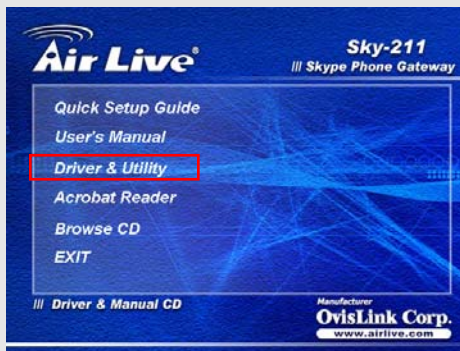 Air Live®
Sky-211
/// Skype Phone Gateway
Quick Setup Guide
User's Manual
Driver & Utility
Acrobat Reader
Browse CD
EXIT
/// Driver & Manual CD
Manufacturer
OvisLink Corp.
www.airlive.com